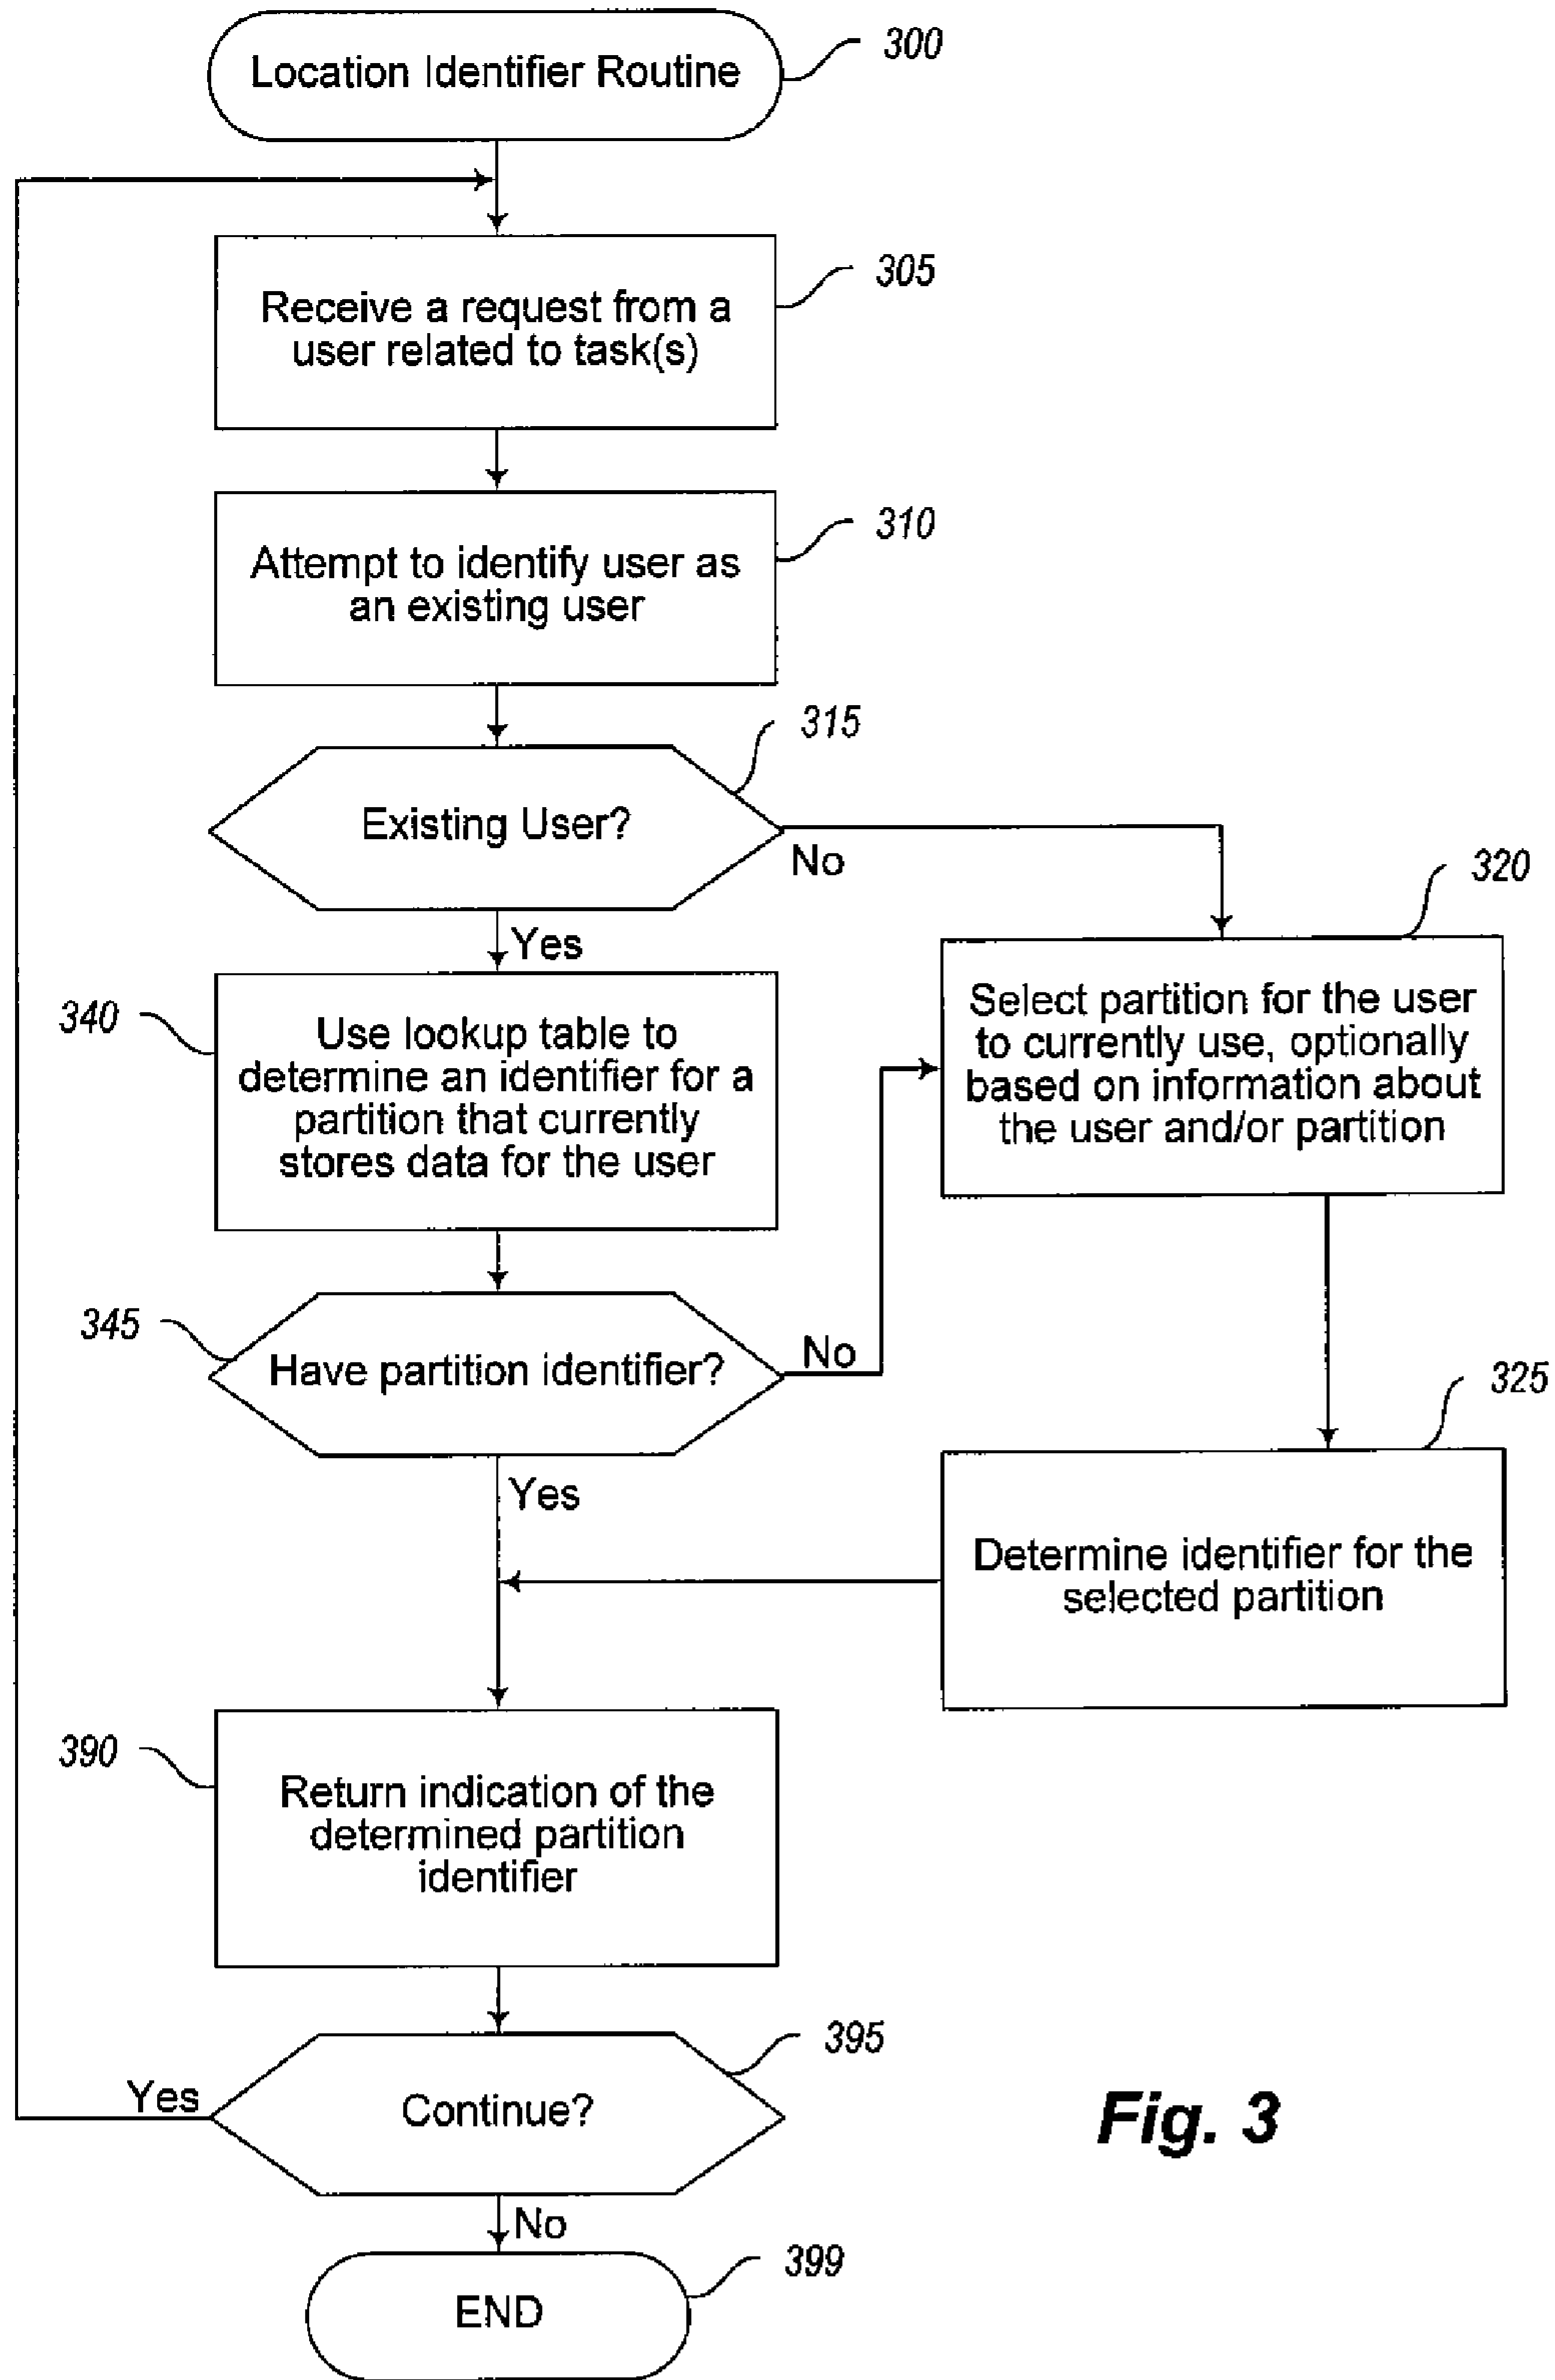 Location Identifier Routine
300
Receive a request from a
user related to task(s)
305
Attempt to identify user as
an existing user
310
Existing User?
315
No
Yes
320
Select partition for the user
to currently use, optionally
based on information about
the user and/or partition
340
Use lookup table to
determine an identifier for a
partition that currently
stores data for the user
345
Have partition identifier?
No
Yes
325
Determine identifier for the
selected partition
390
Return indication of the
determined partition
identifier
395
Continue?
Yes
No
END
399
Fig. 3